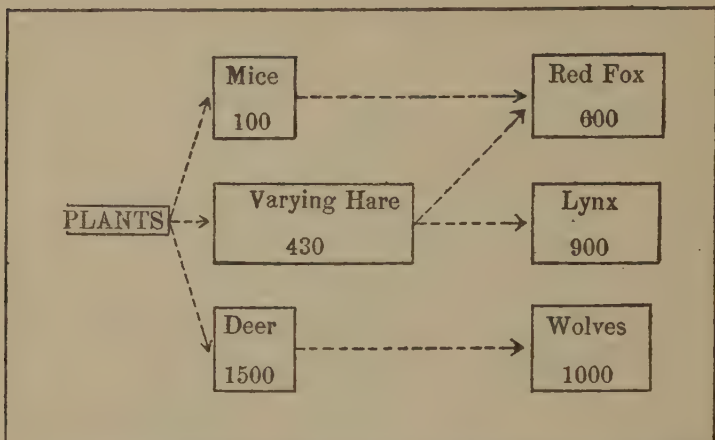 Mice
100
Red Fox
600
PLANTS
Varying Hare
430
Lynx
900
Deer
1500
Wolves
1000